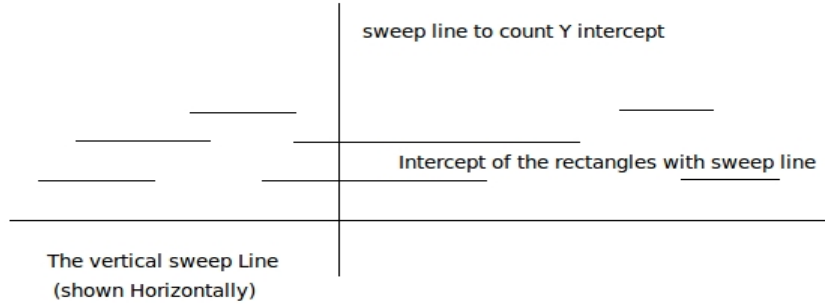 sweep line to count Y intercept
Intercept of the rectangles with sweep line
The vertical sweep Line
(shown Horizontally)